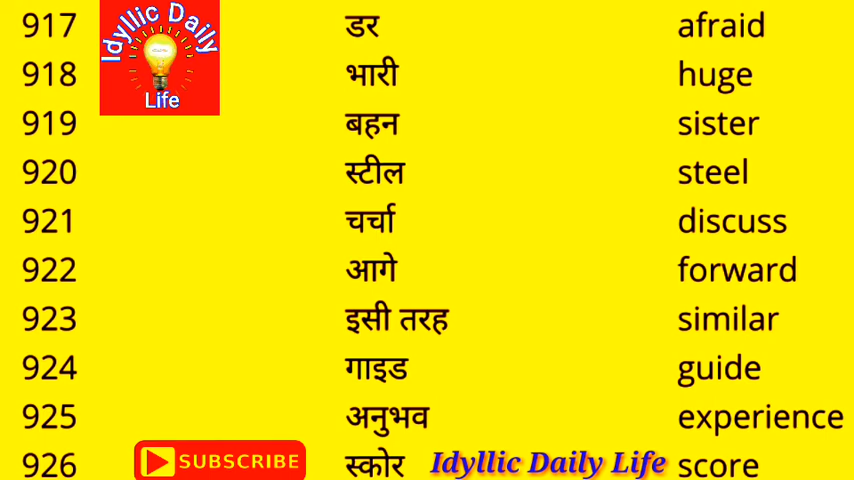 917 डर afraid
Idyllic Daily
Life
918 भारी huge
919 बहन sister
920 स्टील steel
921 चर्चा discuss
922 आगे forward
923 इसी तरह similar
924 गाइड guide
925 अनुभव experience
926 SUBSCRIBE स्कोर Idyllic Daily Life score